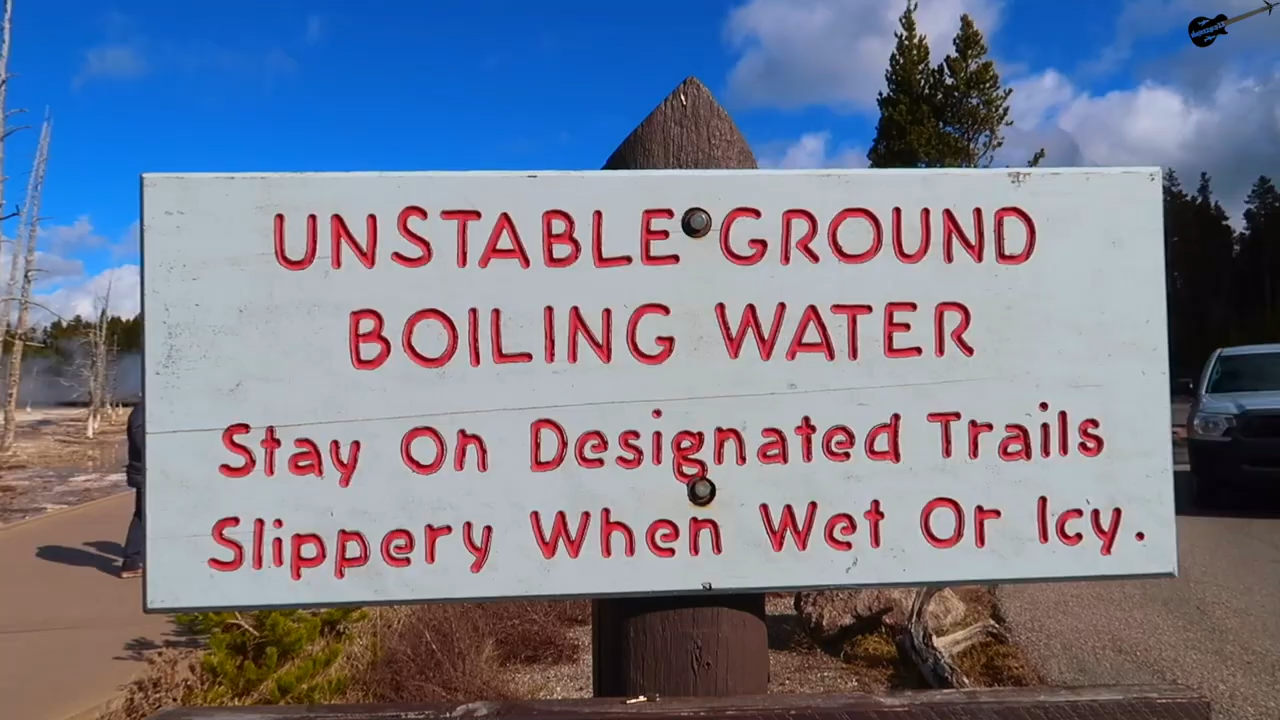 UNSTABLE GROUND
BOILING WATER
Stay On Designated Trails
Slippery When Wet Or Icy.